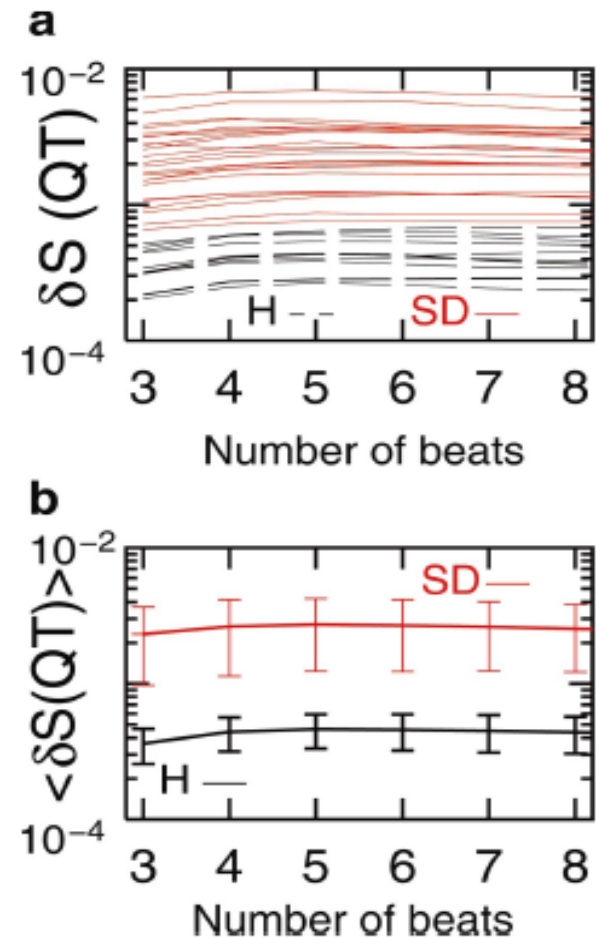 a
10⁻²
δS (QT)
H
SD
10⁻⁴
3 4 5 6 7 8
Number of beats
b
10⁻²
<δS(QT)>
SD
H
10⁻⁴
3 4 5 6 7 8
Number of beats